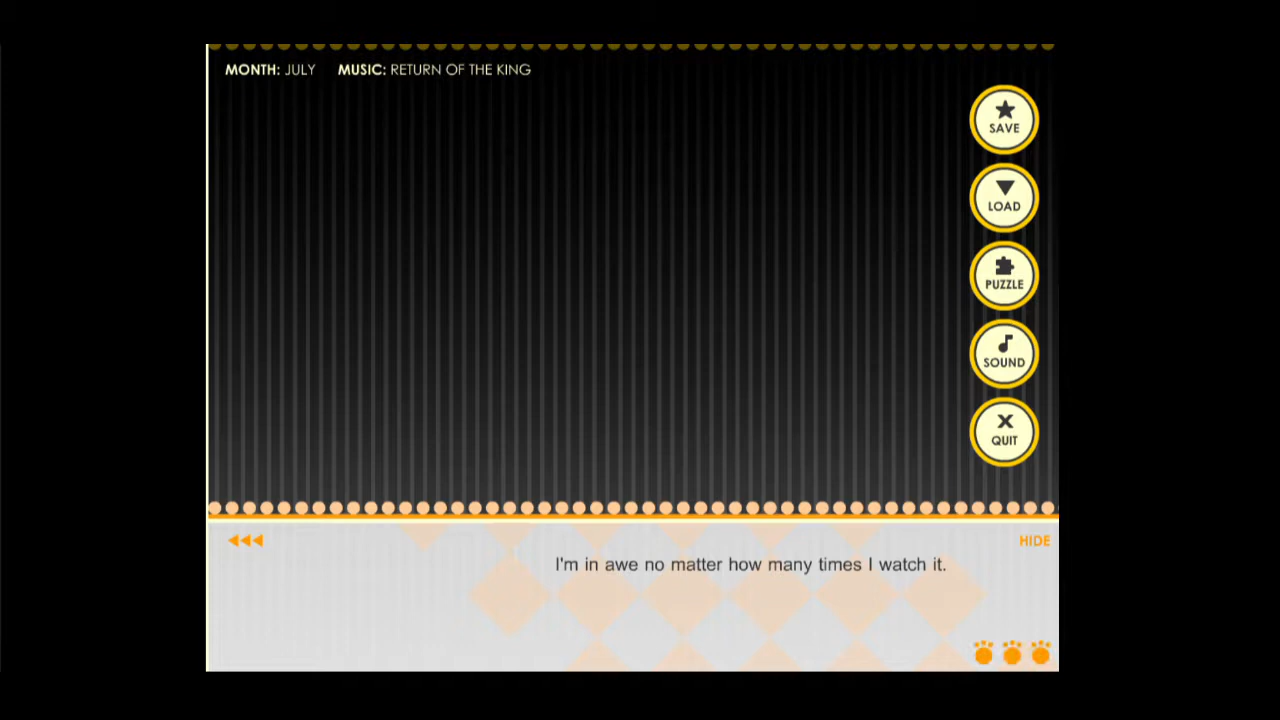 MONTH: JULY MUSIC: RETURN OF THE KING
SAVE
LOAD
PUZZLE
SOUND
QUIT
HIDE
I'm in awe no matter how many times I watch it.